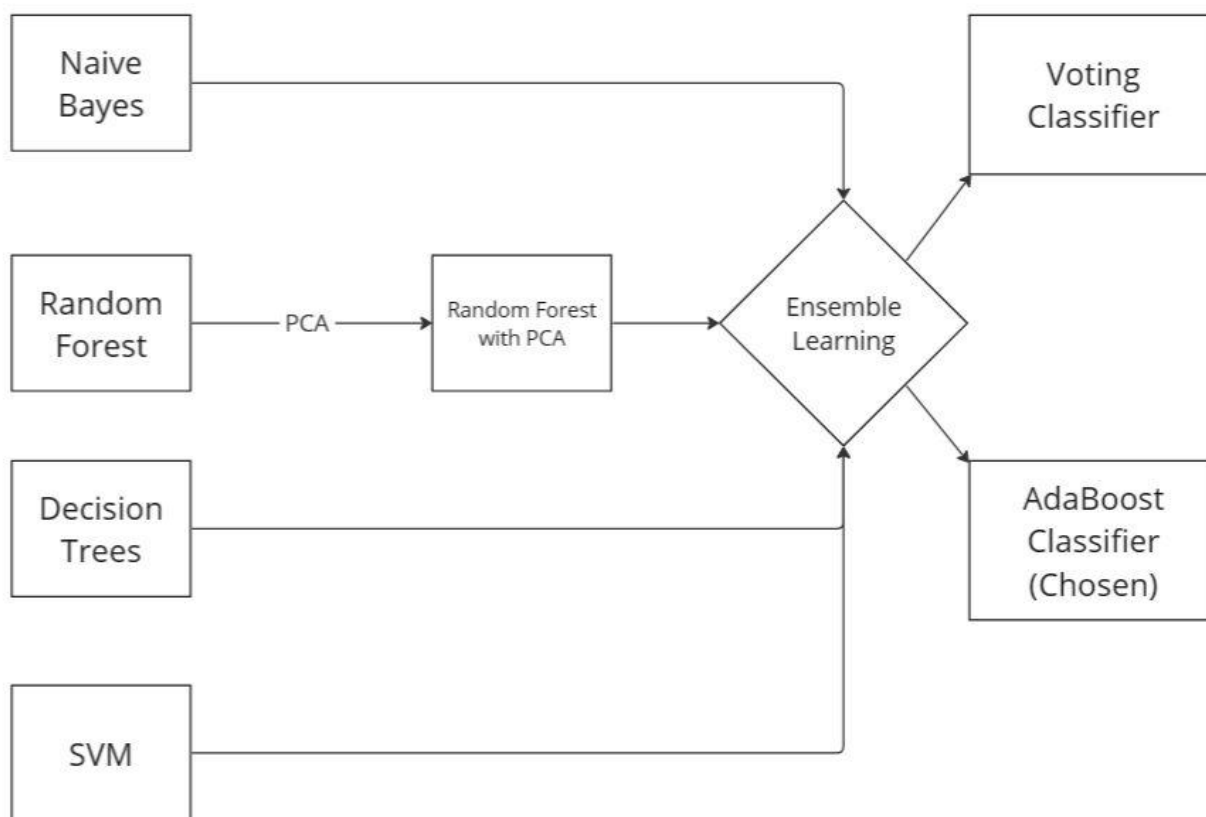 Naive
Bayes
Voting
Classifier
Random
Forest
PCA
Random Forest
with PCA
Ensemble
Learning
Decision
Trees
AdaBoost
Classifier
(Chosen)
SVM